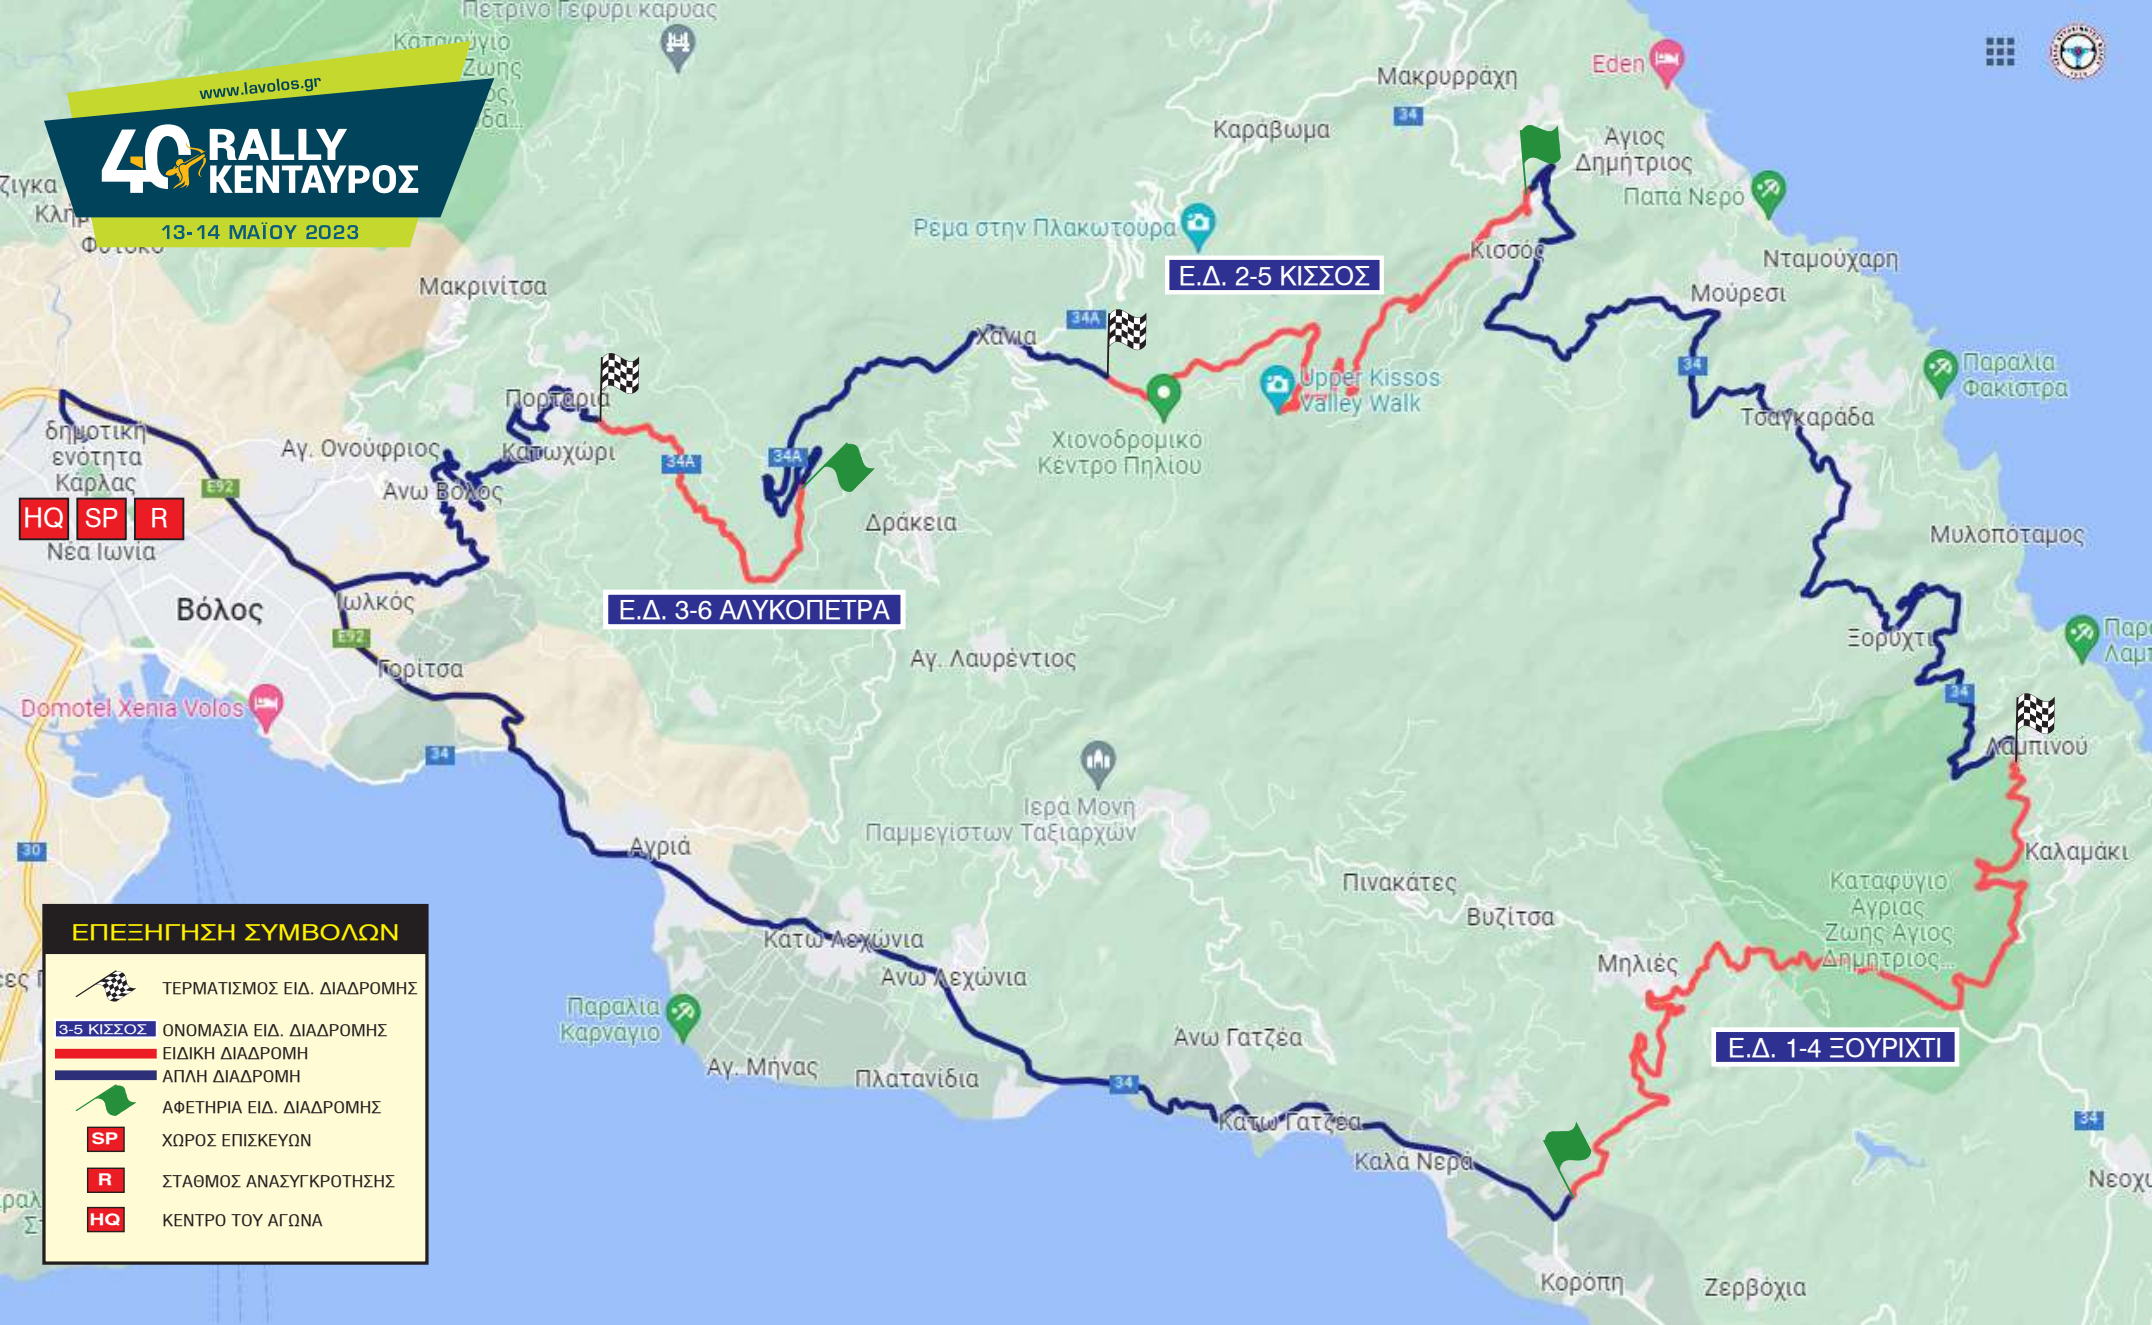 Πέτρινο Γεφύρι καρυάς
Καταφύγιο
Ζωής
www.lavolos.gr
40 RALLY
ΚΕΝΤΑΥΡΟΣ
13-14 ΜΑΪΟΥ 2023
Μακρυρράχη
Eden
34
Καράβωμα
Άγιος
Δημήτριος
Παπά Νερό
Ρέμα στην Πλακωτούρα
Κισσός
Νταμούχαρη
Ε.Δ. 2-5 ΚΙΣΣΟΣ
Μακρινίτσα
Μούρεσι
34A
Χάνια
34
Παραλία
Φακίστρα
Upper Kissos
Valley Walk
Πορταριά
Τσαγκαράδα
δημοτική
ενότητα
Κάρλας
Αγ. Ονούφριος
Κατωχώρι
34A
34A
Χιονοδρομικό
Κέντρο Πηλίου
E92
Άνω Βόλος
HQ SP R
Νέα Ιωνία
Δράκεια
Μυλοπόταμος
Βόλος
Ιωλκός
Ε.Δ. 3-6 ΑΛΥΚΟΠΕΤΡΑ
E92
Ξορύχτι
Γορίτσα
Αγ. Λαυρέντιος
34
Domotel Xenia Volos
34
Λαμπινού
Ιερά Μονή
Παμμεγίστων Ταξιαρχών
30
Αγριά
Καλαμάκι
Πινακάτες
Καταφύγιο
Αγριας
Ζωής Άγιος
Δημήτριος...
Βυζίτσα
Κάτω Λεχώνια
Άνω Λεχώνια
Μηλιές
Παραλία
Καρνάγιο
Άνω Γατζέα
Ε.Δ. 1-4 ΞΟΥΡΙΧΤΙ
Αγ. Μήνας
Πλατανίδια
34
Κάτω Γατζέα
34
Καλά Νερά
Κορόπη
Ζερβόχια
ΕΠΕΞΗΓΗΣΗ ΣΥΜΒΟΛΩΝ
ΤΕΡΜΑΤΙΣΜΟΣ ΕΙΔ. ΔΙΑΔΡΟΜΗΣ
3-5 ΚΙΣΣΟΣ ΟΝΟΜΑΣΙΑ ΕΙΔ. ΔΙΑΔΡΟΜΗΣ
ΕΙΔΙΚΗ ΔΙΑΔΡΟΜΗ
ΑΠΛΗ ΔΙΑΔΡΟΜΗ
ΑΦΕΤΗΡΙΑ ΕΙΔ. ΔΙΑΔΡΟΜΗΣ
SP ΧΩΡΟΣ ΕΠΙΣΚΕΥΩΝ
R ΣΤΑΘΜΟΣ ΑΝΑΣΥΓΚΡΟΤΗΣΗΣ
HQ ΚΕΝΤΡΟ ΤΟΥ ΑΓΩΝΑ